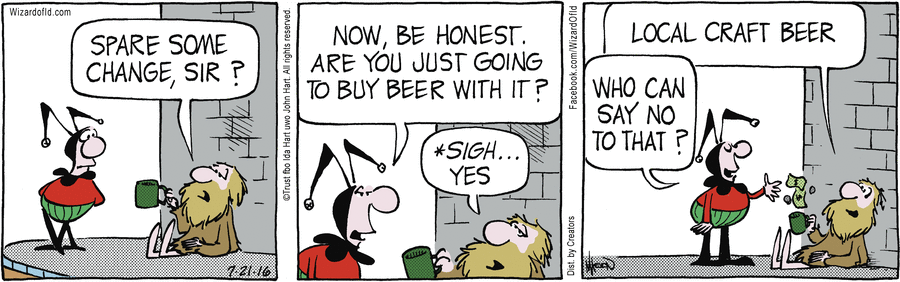 Wizardofid.com
SPARE SOME
CHANGE, SIR ?
7-21-16
©Trust fbo Ida Hart uwo John Hart. All rights reserved.
NOW, BE HONEST.
ARE YOU JUST GOING
TO BUY BEER WITH IT ?
*SIGH...
YES
Facebook.com/WizardOfId
Dist. by Creators
LOCAL CRAFT BEER
WHO CAN
SAY NO
TO THAT ?